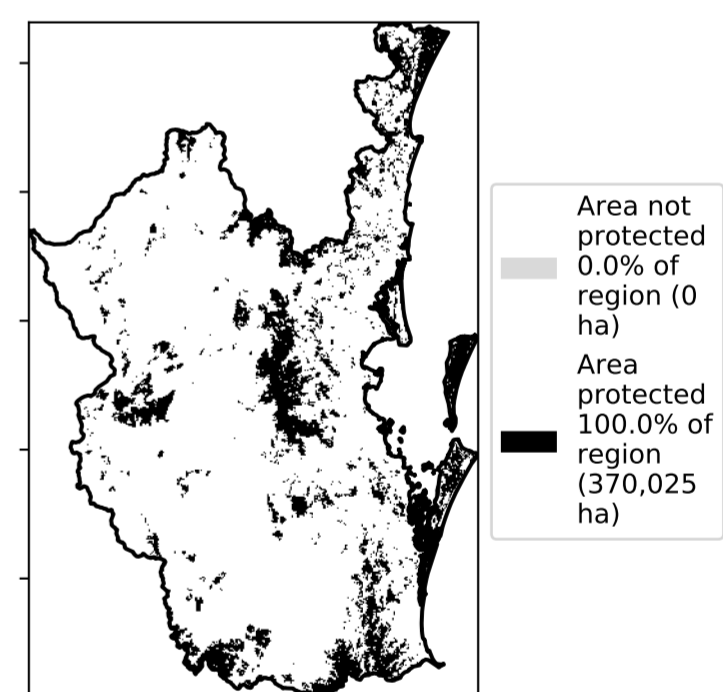 Area not
protected
0.0% of
region (0
ha)
Area
protected
100.0% of
region
(370,025
ha)